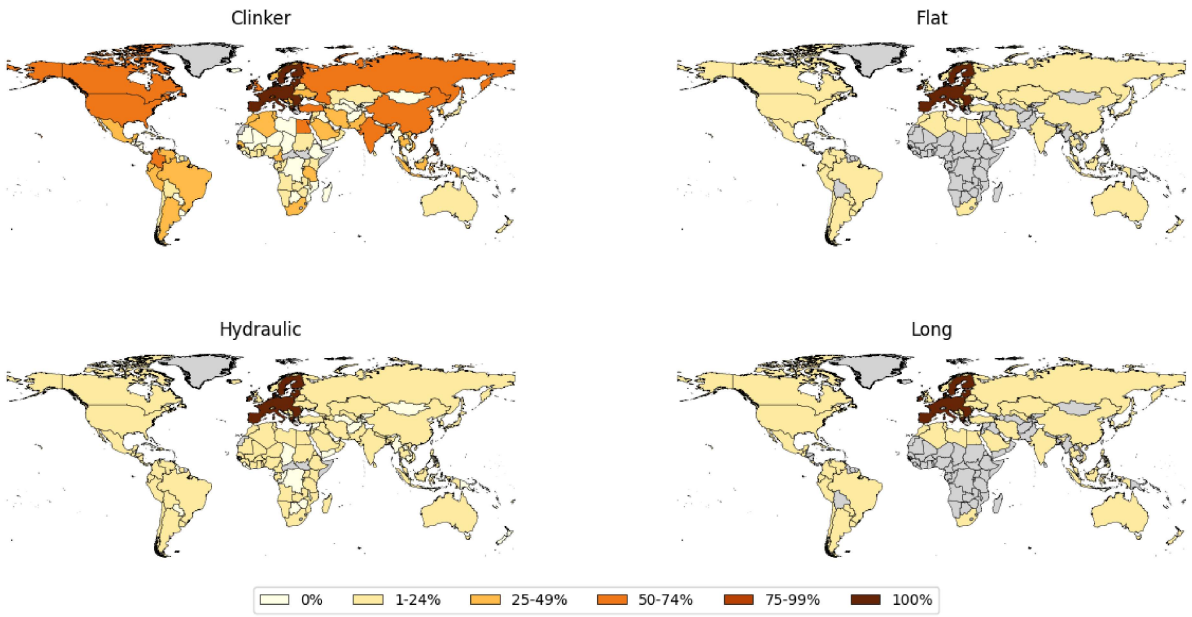 Clinker
Flat
Hydraulic
Long
0%
1-24%
25-49%
50-74%
75-99%
100%